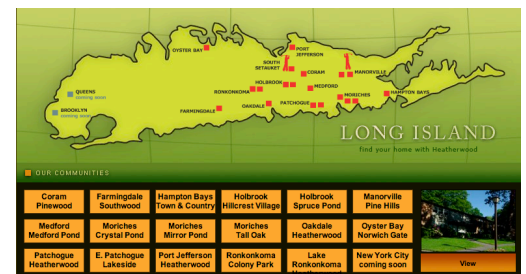 PORT
JEFFERSON
OYSTER BAY
SOUTH
SETAUKET
CORAM
MANORVILLE
HOLBROOK
MEDFORD
QUEENS
coming soon
RONKONKOMA
HAMPTON BAYS
MORICHES
BROOKLYN
coming soon
FARMINGDALE
OAKDALE
PATCHOGUE
LONG ISLAND
find your home with Heatherwood
OUR COMMUNITIES
Coram
Pinewood
Farmingdale
Southwood
Hampton Bays
Town & Country
Holbrook
Hillcrest Village
Holbrook
Spruce Pond
Manorville
Pine Hills
Medford
Medford Pond
Moriches
Crystal Pond
Moriches
Mirror Pond
Moriches
Tall Oak
Oakdale
Heatherwood
Oyster Bay
Norwich Gate
Patchogue
Heatherwood
E. Patchogue
Lakeside
Port Jefferson
Heatherwood
Ronkonkoma
Colony Park
Lake
Ronkonkoma
New York City
coming soon
View